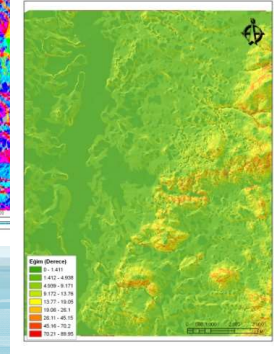 Eğim (Derece)
0 - 1.411
1.412 - 4.938
4.939 - 9.171
9.172 - 13.76
13.77 - 19.05
19.06 - 26.1
26.11 - 45.15
45.16 - 70.2
70.21 - 89.95